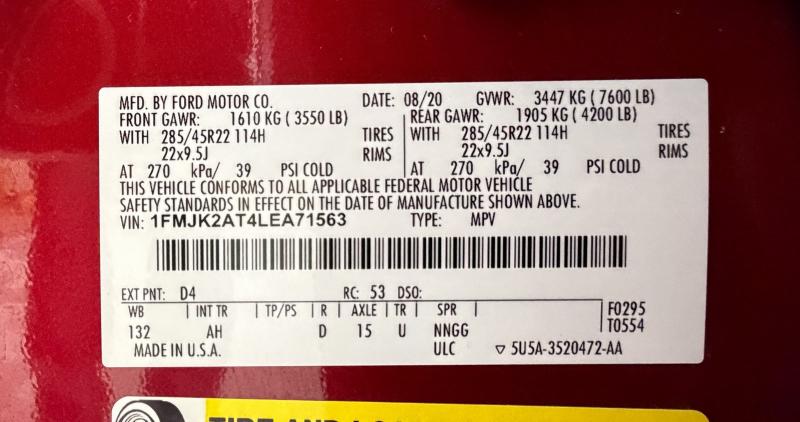 MFD. BY FORD MOTOR CO. DATE: 08/20 GVWR: 3447 KG ( 7600 LB)
FRONT GAWR: 1610 KG ( 3550 LB) REAR GAWR: 1905 KG ( 4200 LB)
WITH 285/45R22 114H TIRES WITH 285/45R22 114H TIRES
22x9.5J RIMS 22x9.5J RIMS
AT 270 kPa/ 39 PSI COLD AT 270 kPa/ 39 PSI COLD
THIS VEHICLE CONFORMS TO ALL APPLICABLE FEDERAL MOTOR VEHICLE
SAFETY STANDARDS IN EFFECT ON THE DATE OF MANUFACTURE SHOWN ABOVE.
VIN: 1FMJK2AT4LEA71563 TYPE: MPV
EXT PNT: D4 RC: 53 DSO:
WB | INT TR | TP/PS | R | AXLE | TR | SPR | F0295
132 AH D 15 U NNGG T0554
MADE IN U.S.A. ULC ▽ 5U5A-3520472-AA